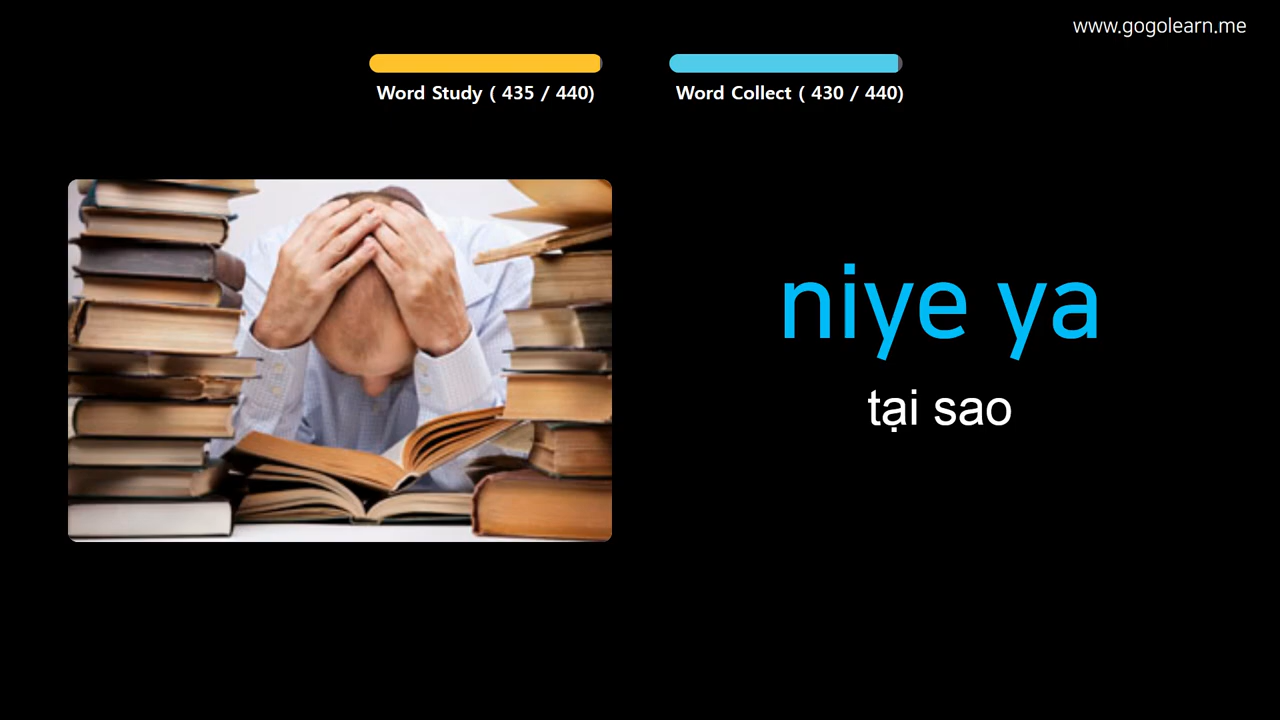 www.gogolearn.me
Word Study ( 435 / 440)
Word Collect ( 430 / 440)
niye ya
tại sao